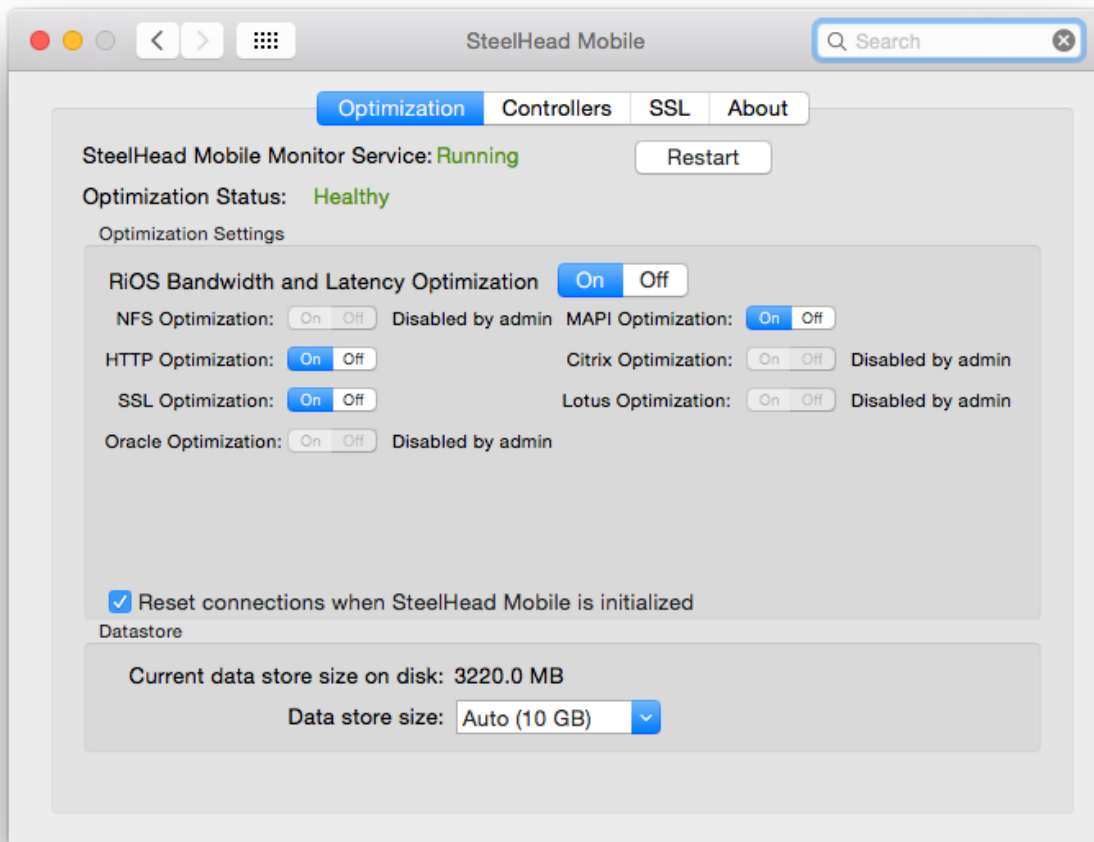 SteelHead Mobile
Search
Optimization Controllers SSL About
SteelHead Mobile Monitor Service: Running Restart
Optimization Status: Healthy
Optimization Settings
RiOS Bandwidth and Latency Optimization On Off
NFS Optimization: On Off Disabled by admin MAPI Optimization: On Off
HTTP Optimization: On Off Citrix Optimization: On Off Disabled by admin
SSL Optimization: On Off Lotus Optimization: On Off Disabled by admin
Oracle Optimization: On Off Disabled by admin
Reset connections when SteelHead Mobile is initialized
Datastore
Current data store size on disk: 3220.0 MB
Data store size: Auto (10 GB)